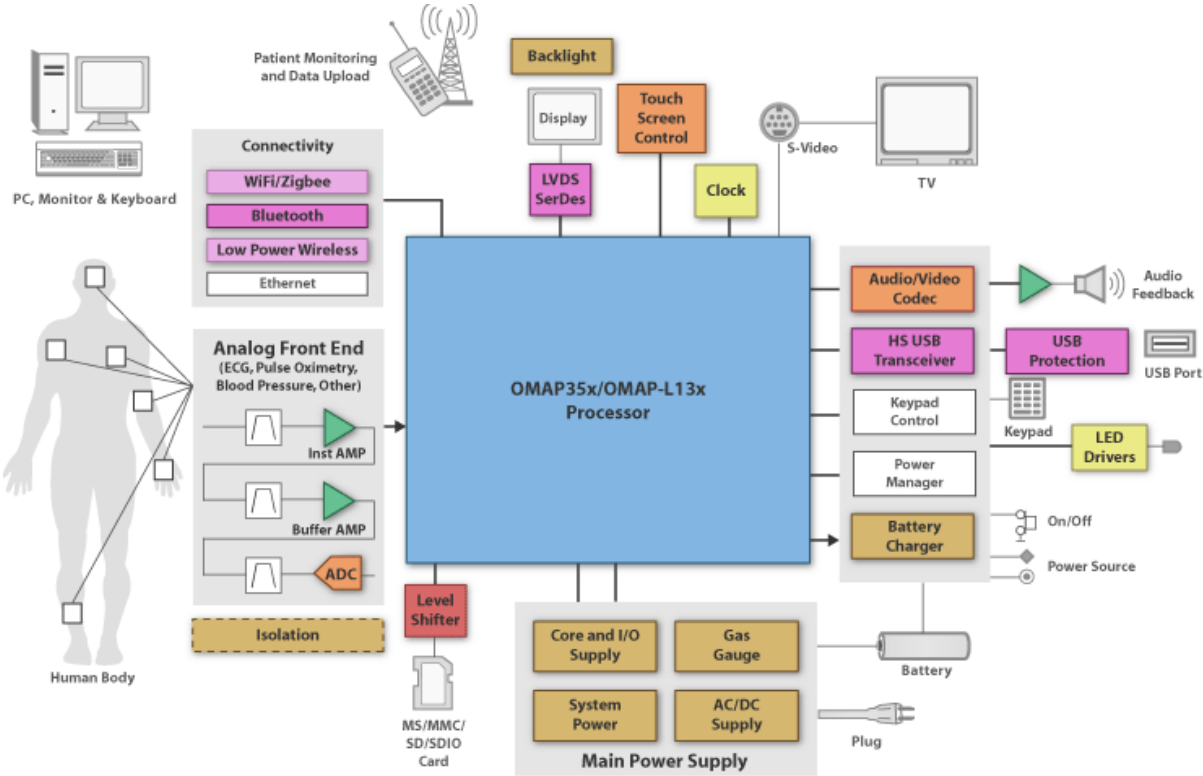 Patient Monitoring
and Data Upload
Backlight
Display
Touch
Screen
Control
S-Video
TV
PC, Monitor & Keyboard
Connectivity
WiFi/Zigbee
Bluetooth
Low Power Wireless
Ethernet
LVDS
SerDes
Clock
Analog Front End
(ECG, Pulse Oximetry,
Blood Pressure, Other)
Inst AMP
Buffer AMP
ADC
Isolation
Human Body
OMAP35x/OMAP-L13x
Processor
Audio/Video
Codec
Audio
Feedback
HS USB
Transceiver
USB
Protection
USB Port
Keypad
Control
Keypad
LED
Drivers
Power
Manager
Battery
Charger
On/Off
Power Source
Level
Shifter
MS/MMC/
SD/SDIO
Card
Core and I/O
Supply
Gas
Gauge
System
Power
AC/DC
Supply
Main Power Supply
Battery
Plug